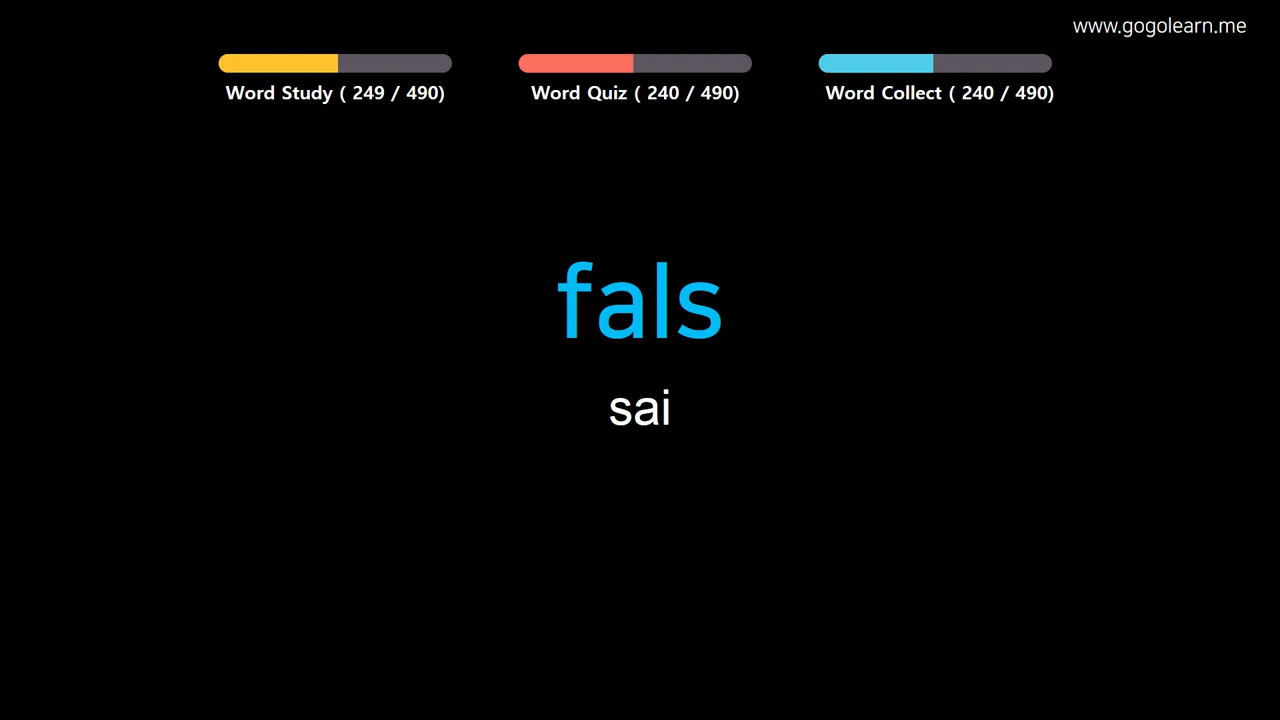 www.gogolearn.me
Word Study ( 249 / 490)
Word Quiz ( 240 / 490)
Word Collect ( 240 / 490)
fals
sai